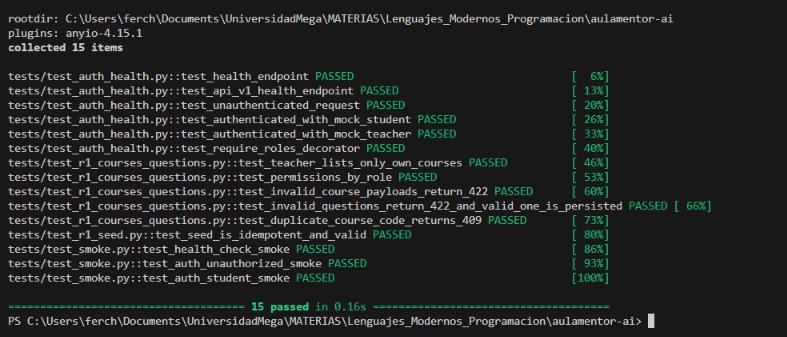 rootdir: C:\Users\ferch\Documents\UniversidadMega\MATERIAS\Lenguajes_Modernos_Programacion\aulamentor-ai
plugins: anyio-4.15.1
collected 15 items
tests/test_auth_health.py::test_health_endpoint PASSED [ 6%]
tests/test_auth_health.py::test_api_v1_health_endpoint PASSED [ 13%]
tests/test_auth_health.py::test_unauthenticated_request PASSED [ 20%]
tests/test_auth_health.py::test_authenticated_with_mock_student PASSED [ 26%]
tests/test_auth_health.py::test_authenticated_with_mock_teacher PASSED [ 33%]
tests/test_auth_health.py::test_require_roles_decorator PASSED [ 40%]
tests/test_r1_courses_questions.py::test_teacher_lists_only_own_courses PASSED [ 46%]
tests/test_r1_courses_questions.py::test_permissions_by_role PASSED [ 53%]
tests/test_r1_courses_questions.py::test_invalid_course_payloads_return_422 PASSED [ 60%]
tests/test_r1_courses_questions.py::test_invalid_questions_return_422_and_valid_one_is_persisted PASSED [ 66%]
tests/test_r1_courses_questions.py::test_duplicate_course_code_returns_409 PASSED [ 73%]
tests/test_r1_seed.py::test_seed_is_idempotent_and_valid PASSED [ 80%]
tests/test_smoke.py::test_health_check_smoke PASSED [ 86%]
tests/test_smoke.py::test_auth_unauthorized_smoke PASSED [ 93%]
tests/test_smoke.py::test_auth_student_smoke PASSED [100%]
===================================== 15 passed in 0.16s =====================================
PS C:\Users\ferch\Documents\UniversidadMega\MATERIAS\Lenguajes_Modernos_Programacion\aulamentor-ai>